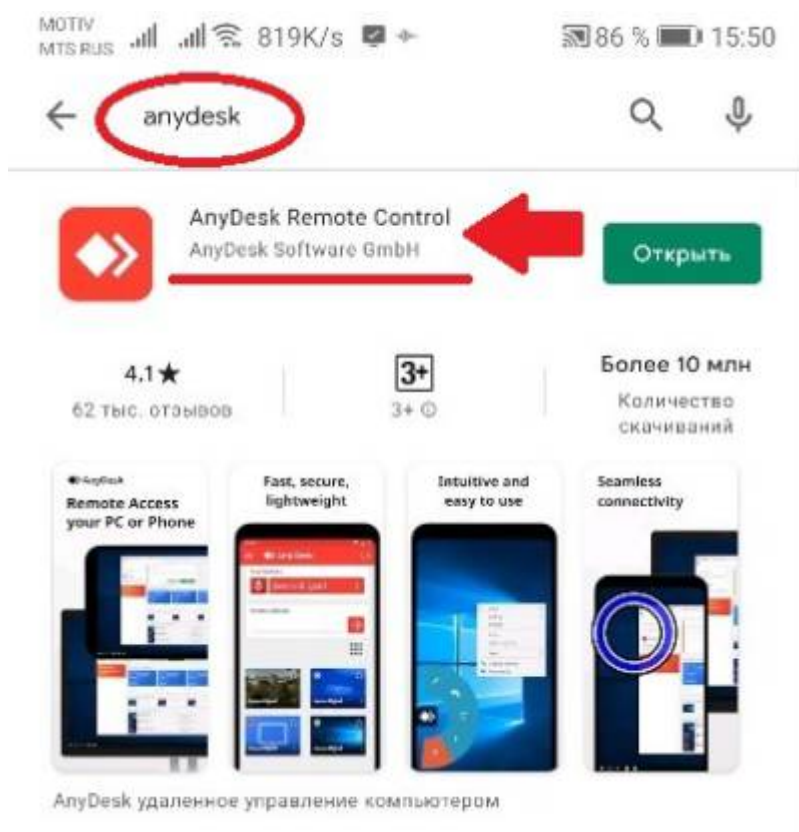 MOTIV
MTS RUS
819K/s
86 %
15:50
anydesk
AnyDesk Remote Control
AnyDesk Software GmbH
Открыть
4.1★
62 тыс. отзывов
3+
3+
Более 10 млн
Количество
скачиваний
AnyDesk
Remote Access
your PC or Phone
Fast, secure,
lightweight
Intuitive and
easy to use
Seamless
connectivity
AnyDesk удаленное управление компьютером